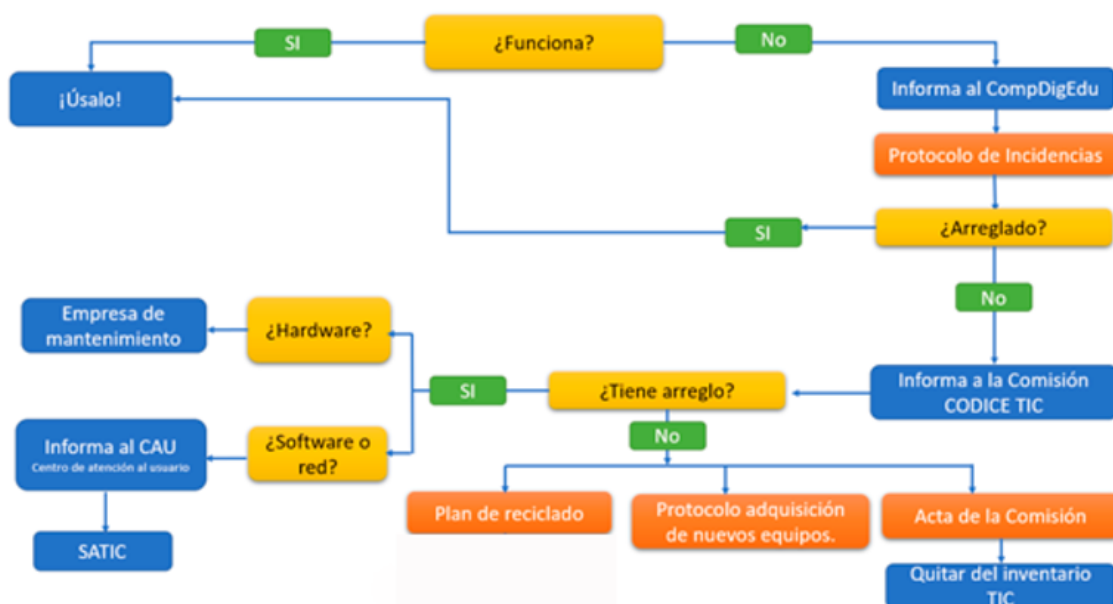 ¿Funciona?
SI
No
¡Úsalo!
Informa al CompDigEdu
Protocolo de Incidencias
¿Arreglado?
SI
No
Informa a la Comisión
CODICE TIC
¿Tiene arreglo?
SI
¿Hardware?
Empresa de
mantenimiento
¿Software o
red?
Informa al CAU
Centro de atención al usuario
SATIC
No
Plan de reciclado
Protocolo adquisición
de nuevos equipos.
Acta de la Comisión
Quitar del inventario
TIC